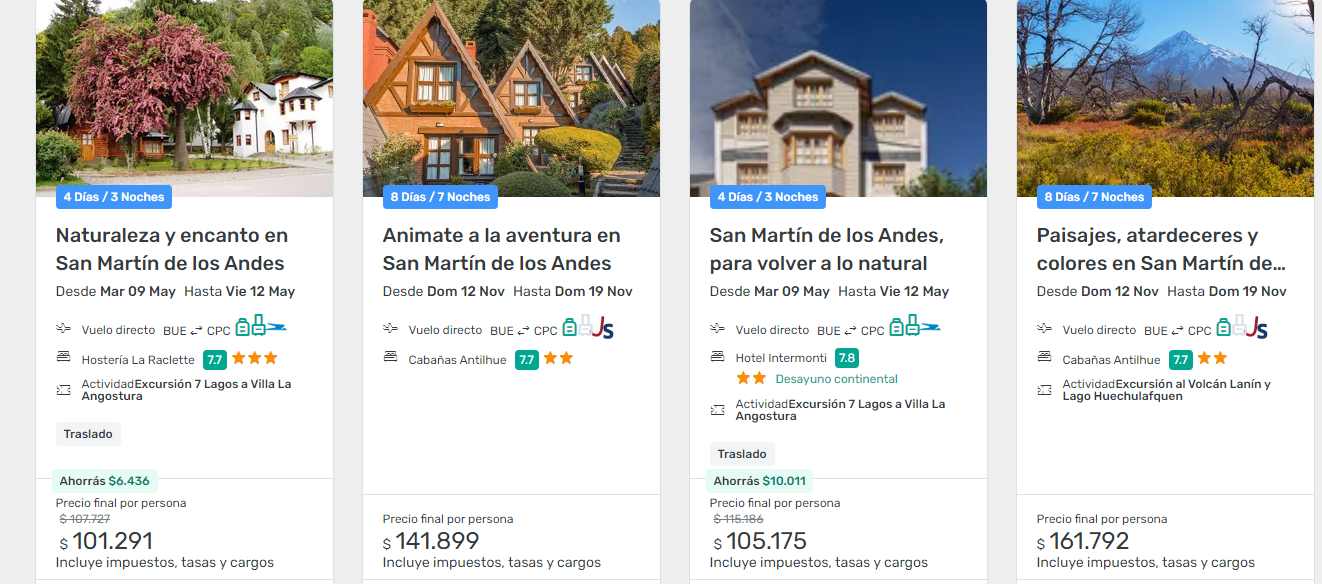 4 Días / 3 Noches
Naturaleza y encanto en
San Martín de los Andes
Desde Mar 09 May Hasta Vie 12 May
Vuelo directo BUE CPC
Hostería La Raclette 7.7
ActividadExcursión 7 Lagos a Villa La
Angostura
Traslado
Ahorrás $6.436
Precio final por persona
$ 107.727
$ 101.291
Incluye impuestos, tasas y cargos
8 Días / 7 Noches
Animate a la aventura en
San Martín de los Andes
Desde Dom 12 Nov Hasta Dom 19 Nov
Vuelo directo BUE CPC JS
Cabañas Antilhue 7.7
Precio final por persona
$ 141.899
Incluye impuestos, tasas y cargos
4 Días / 3 Noches
San Martín de los Andes,
para volver a lo natural
Desde Mar 09 May Hasta Vie 12 May
Vuelo directo BUE CPC
Hotel Intermonti 7.8
Desayuno continental
ActividadExcursión 7 Lagos a Villa La
Angostura
Traslado
Ahorrás $10.011
Precio final por persona
$ 115.186
$ 105.175
Incluye impuestos, tasas y cargos
8 Días / 7 Noches
Paisajes, atardeceres y
colores en San Martín de...
Desde Dom 12 Nov Hasta Dom 19 Nov
Vuelo directo BUE CPC JS
Cabañas Antilhue 7.7
ActividadExcursión al Volcán Lanín y
Lago Huechulafquen
Precio final por persona
$ 161.792
Incluye impuestos, tasas y cargos